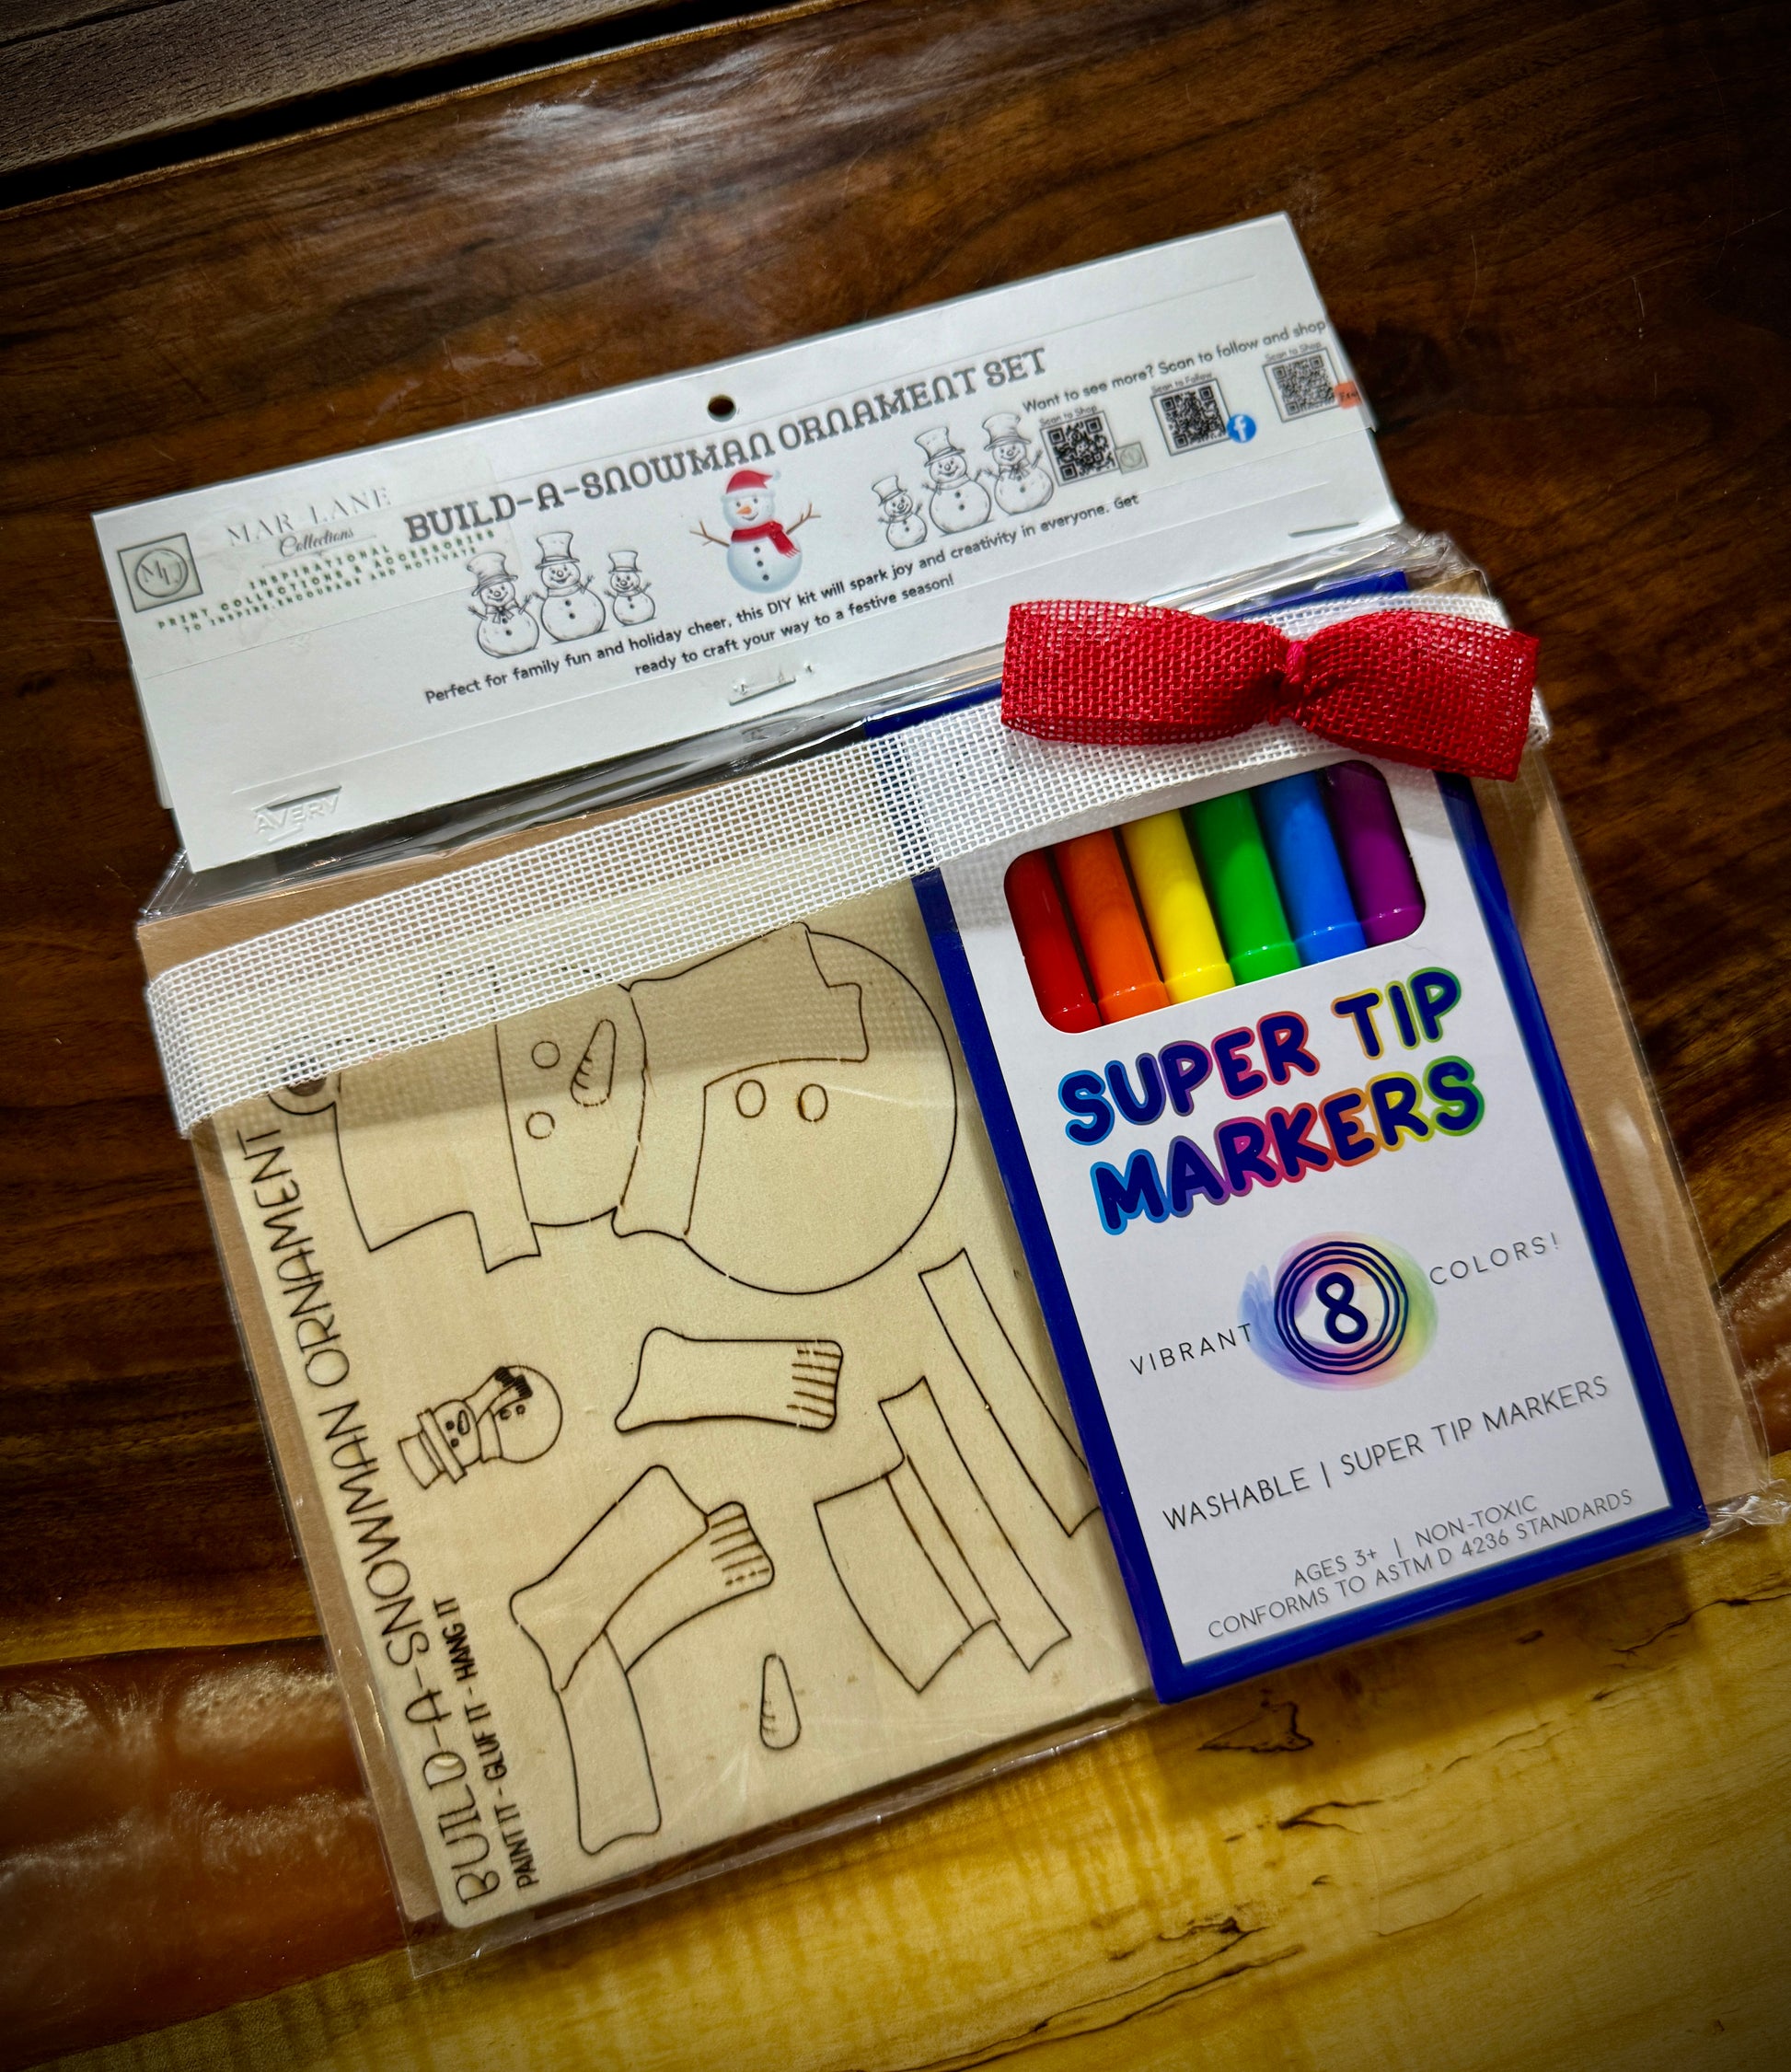 MAR LANE
Collections
INSPIRATIONAL
PRINT COLLECTIONS & ACCESSORIES
TO INSPIRE, ENCOURAGE AND MOTIVATE
ML
BUILD-A-SNOWMAN ORNAMENT SET
Want to see more? Scan to follow and shop
Scan to Shop
Scan to Follow
Scan to Shop
f
Perfect for family fun and holiday cheer, this DIY kit will spark joy and creativity in everyone. Get
ready to craft your way to a festive season!
AVERY
BUILD-A-SNOWMAN ORNAMENT
PAINT IT - GLUE IT - HANG IT
SUPER TIP
MARKERS
VIBRANT 8 COLORS!
WASHABLE | SUPER TIP MARKERS
AGES 3+ | NON-TOXIC
CONFORMS TO ASTM D 4236 STANDARDS